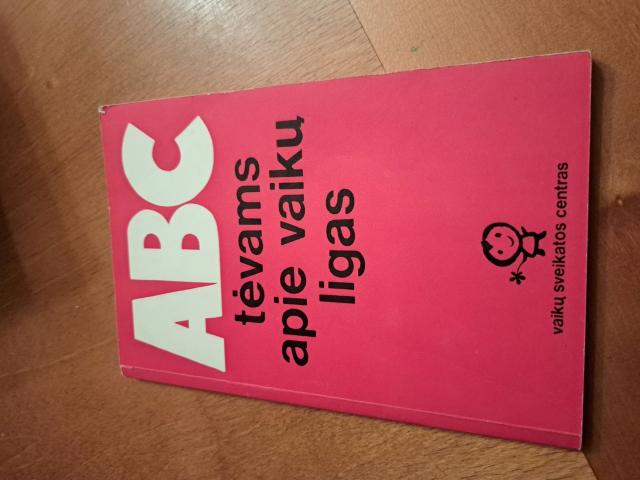 ABC
tėvams
apie vaikų
ligas
vaikų sveikatos centras